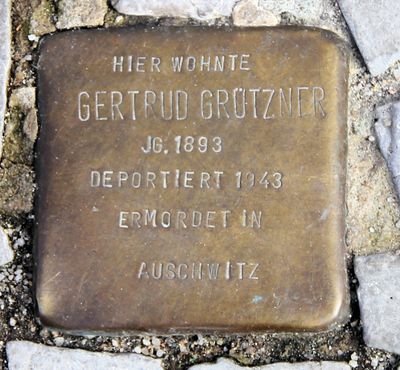 HIER WOHNTE
GERTRUD GRÖTZNER
JG. 1893
DEPORTIERT 1943
ERMORDET IN
AUSCHWITZ